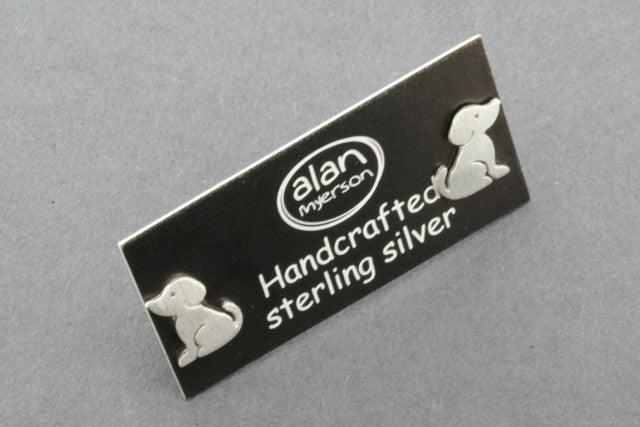 alan
myerson
Handcrafted
sterling silver